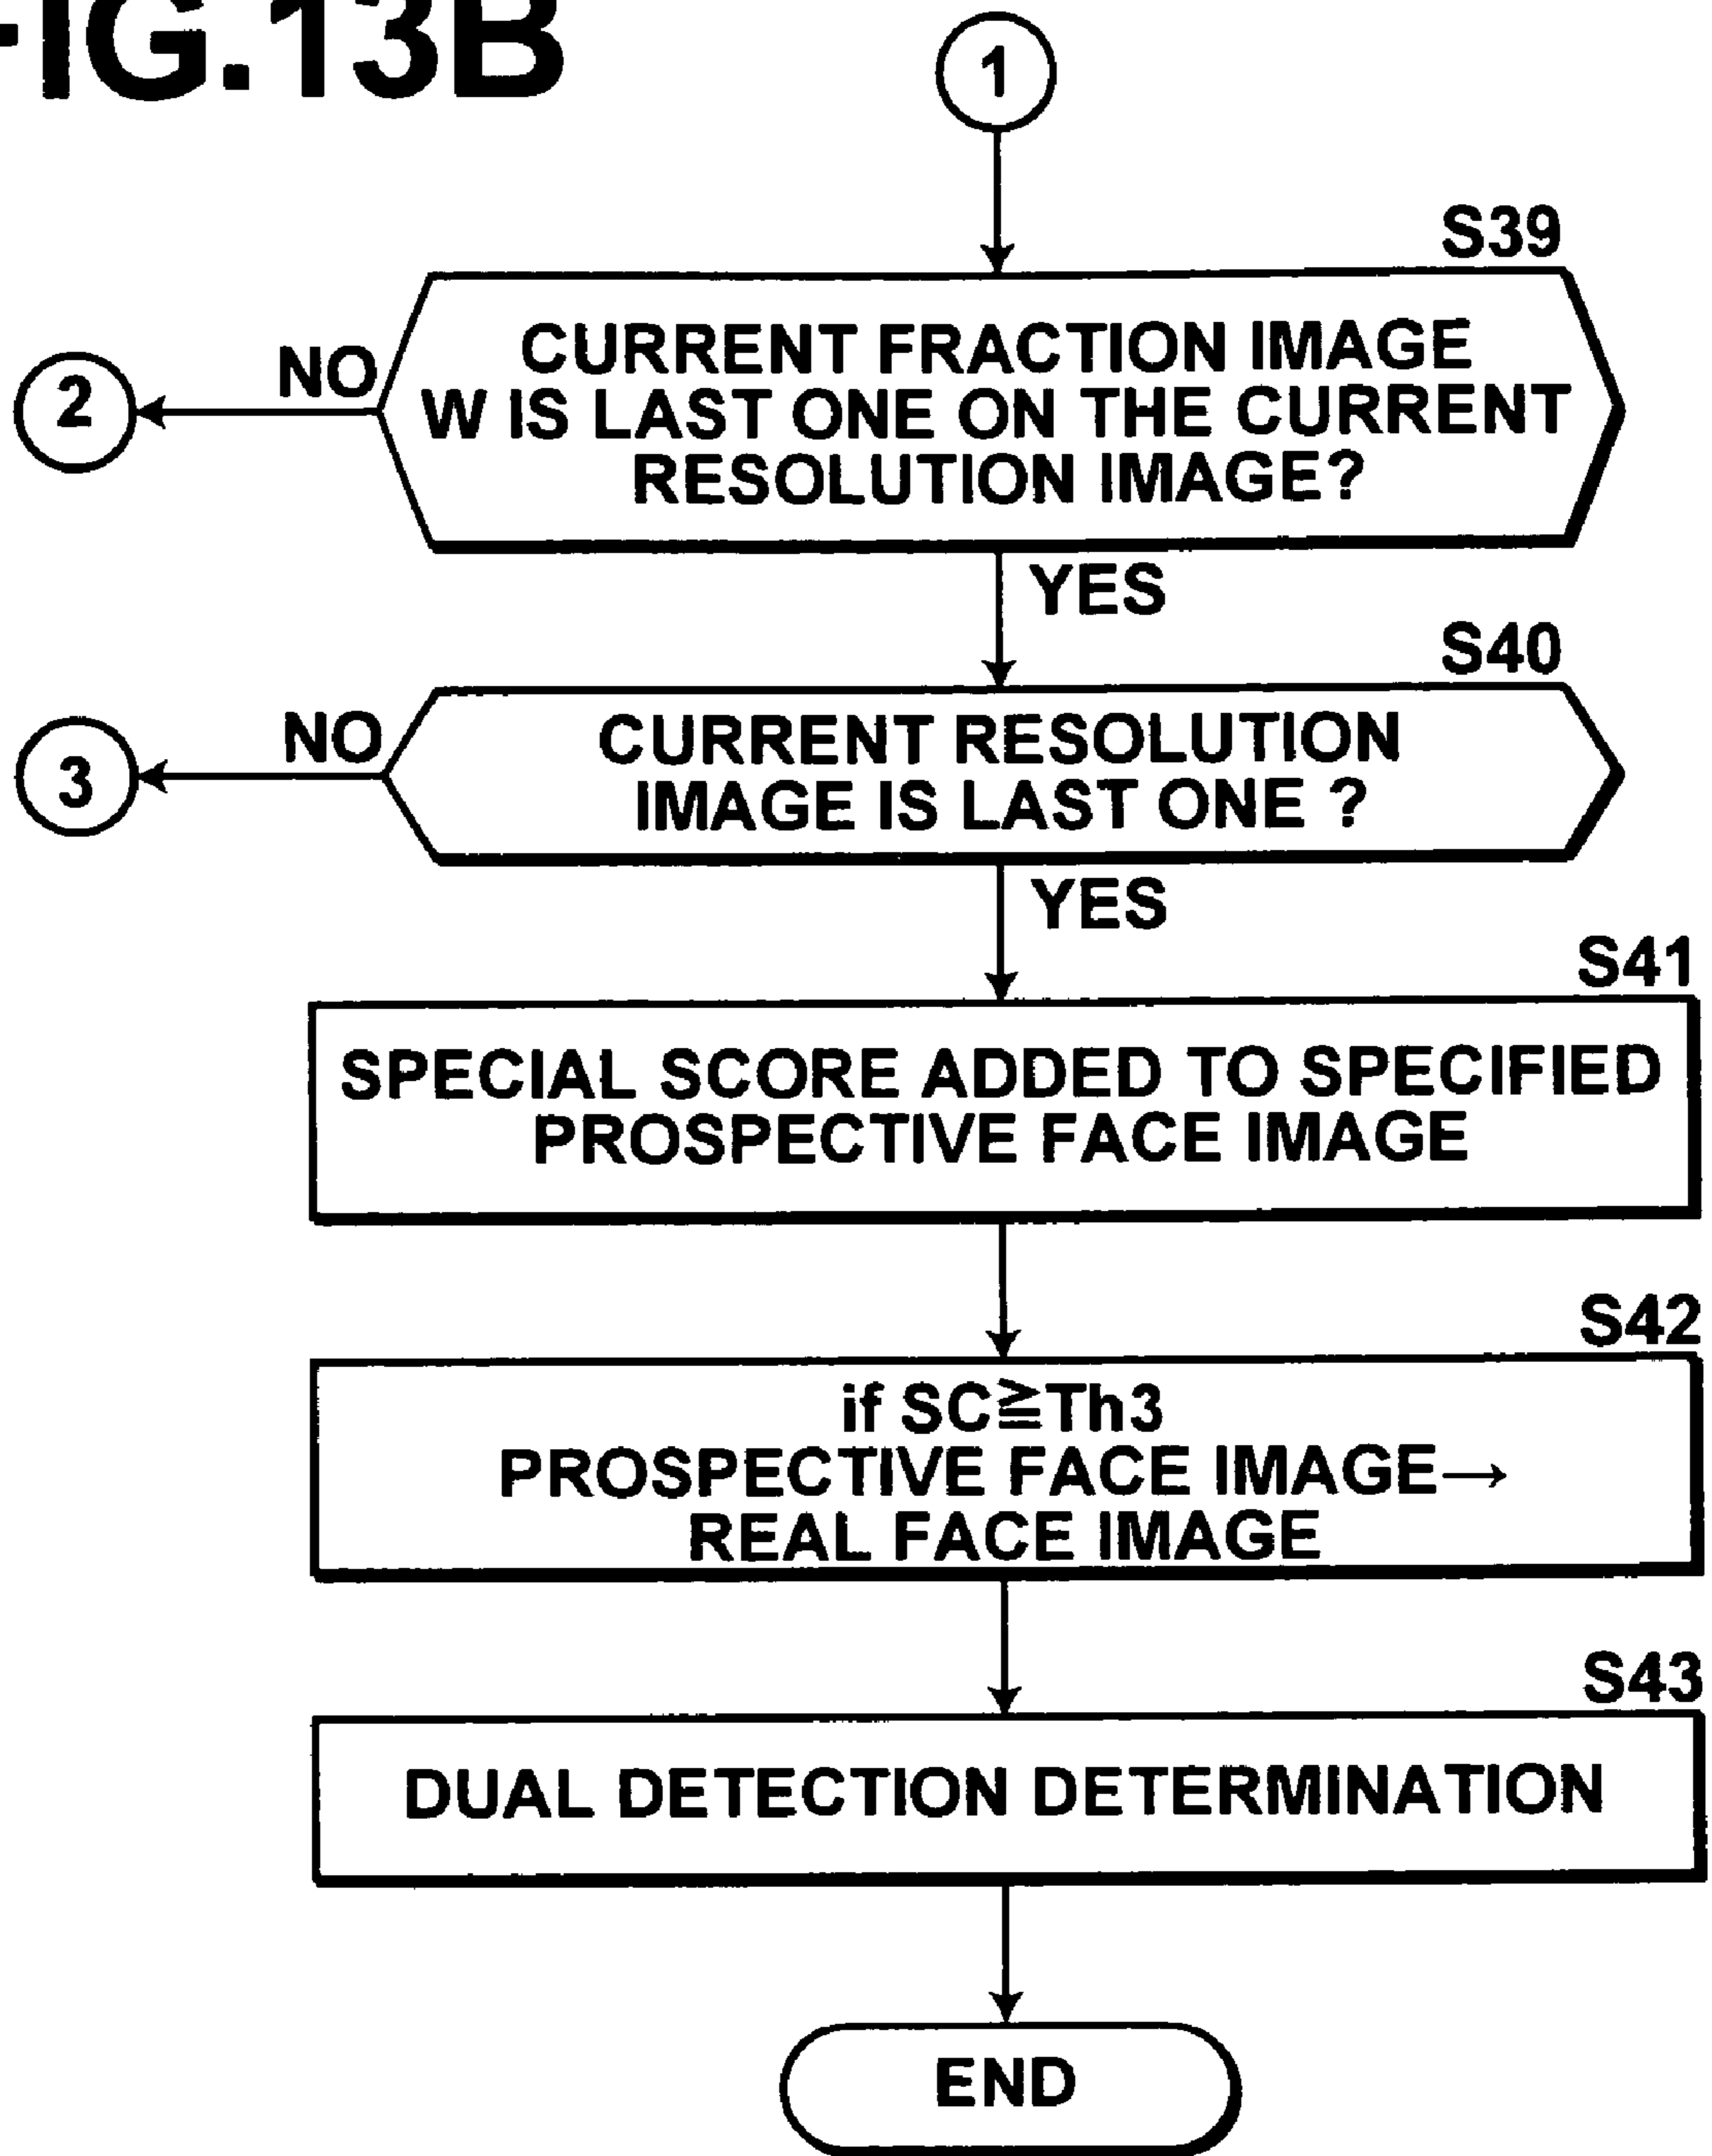 FIG.13B
1
S39
CURRENT FRACTION IMAGE
W IS LAST ONE ON THE CURRENT
RESOLUTION IMAGE?
NO
2
YES
S40
CURRENT RESOLUTION
IMAGE IS LAST ONE ?
NO
3
YES
S41
SPECIAL SCORE ADDED TO SPECIFIED
PROSPECTIVE FACE IMAGE
S42
if SC≧Th3
PROSPECTIVE FACE IMAGE→
REAL FACE IMAGE
S43
DUAL DETECTION DETERMINATION
END